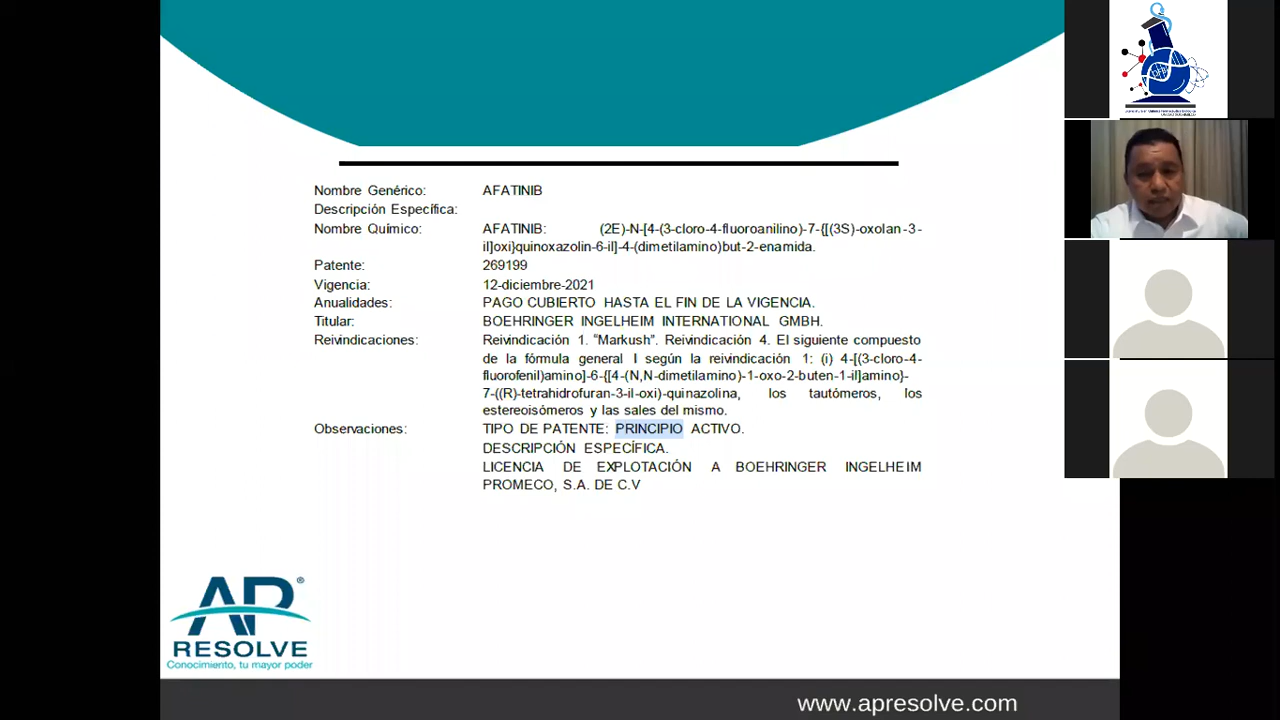 Nombre Genérico: AFATINIB
Descripción Específica:
Nombre Químico: AFATINIB: (2E)-N-[4-(3-cloro-4-fluoroanilino)-7-{[(3S)-oxolan-3-
il]oxi}quinoxazolin-6-il]-4-(dimetilamino)but-2-enamida.
Patente: 269199
Vigencia: 12-diciembre-2021
Anualidades: PAGO CUBIERTO HASTA EL FIN DE LA VIGENCIA.
Titular: BOEHRINGER INGELHEIM INTERNATIONAL GMBH.
Reivindicaciones: Reivindicación 1. “Markush”. Reivindicación 4. El siguiente compuesto
de la fórmula general I según la reivindicación 1: (i) 4-[(3-cloro-4-
fluorofenil)amino]-6-{[4-(N,N-dimetilamino)-1-oxo-2-buten-1-il]amino}-
7-((R)-tetrahidrofuran-3-il-oxi)-quinazolina, los tautómeros, los
estereoisómeros y las sales del mismo.
Observaciones: TIPO DE PATENTE: PRINCIPIO ACTIVO.
DESCRIPCIÓN ESPECÍFICA.
LICENCIA DE EXPLOTACIÓN A BOEHRINGER INGELHEIM
PROMECO, S.A. DE C.V
AP®
RESOLVE
Conocimiento, tu mayor poder
www.apresolve.com